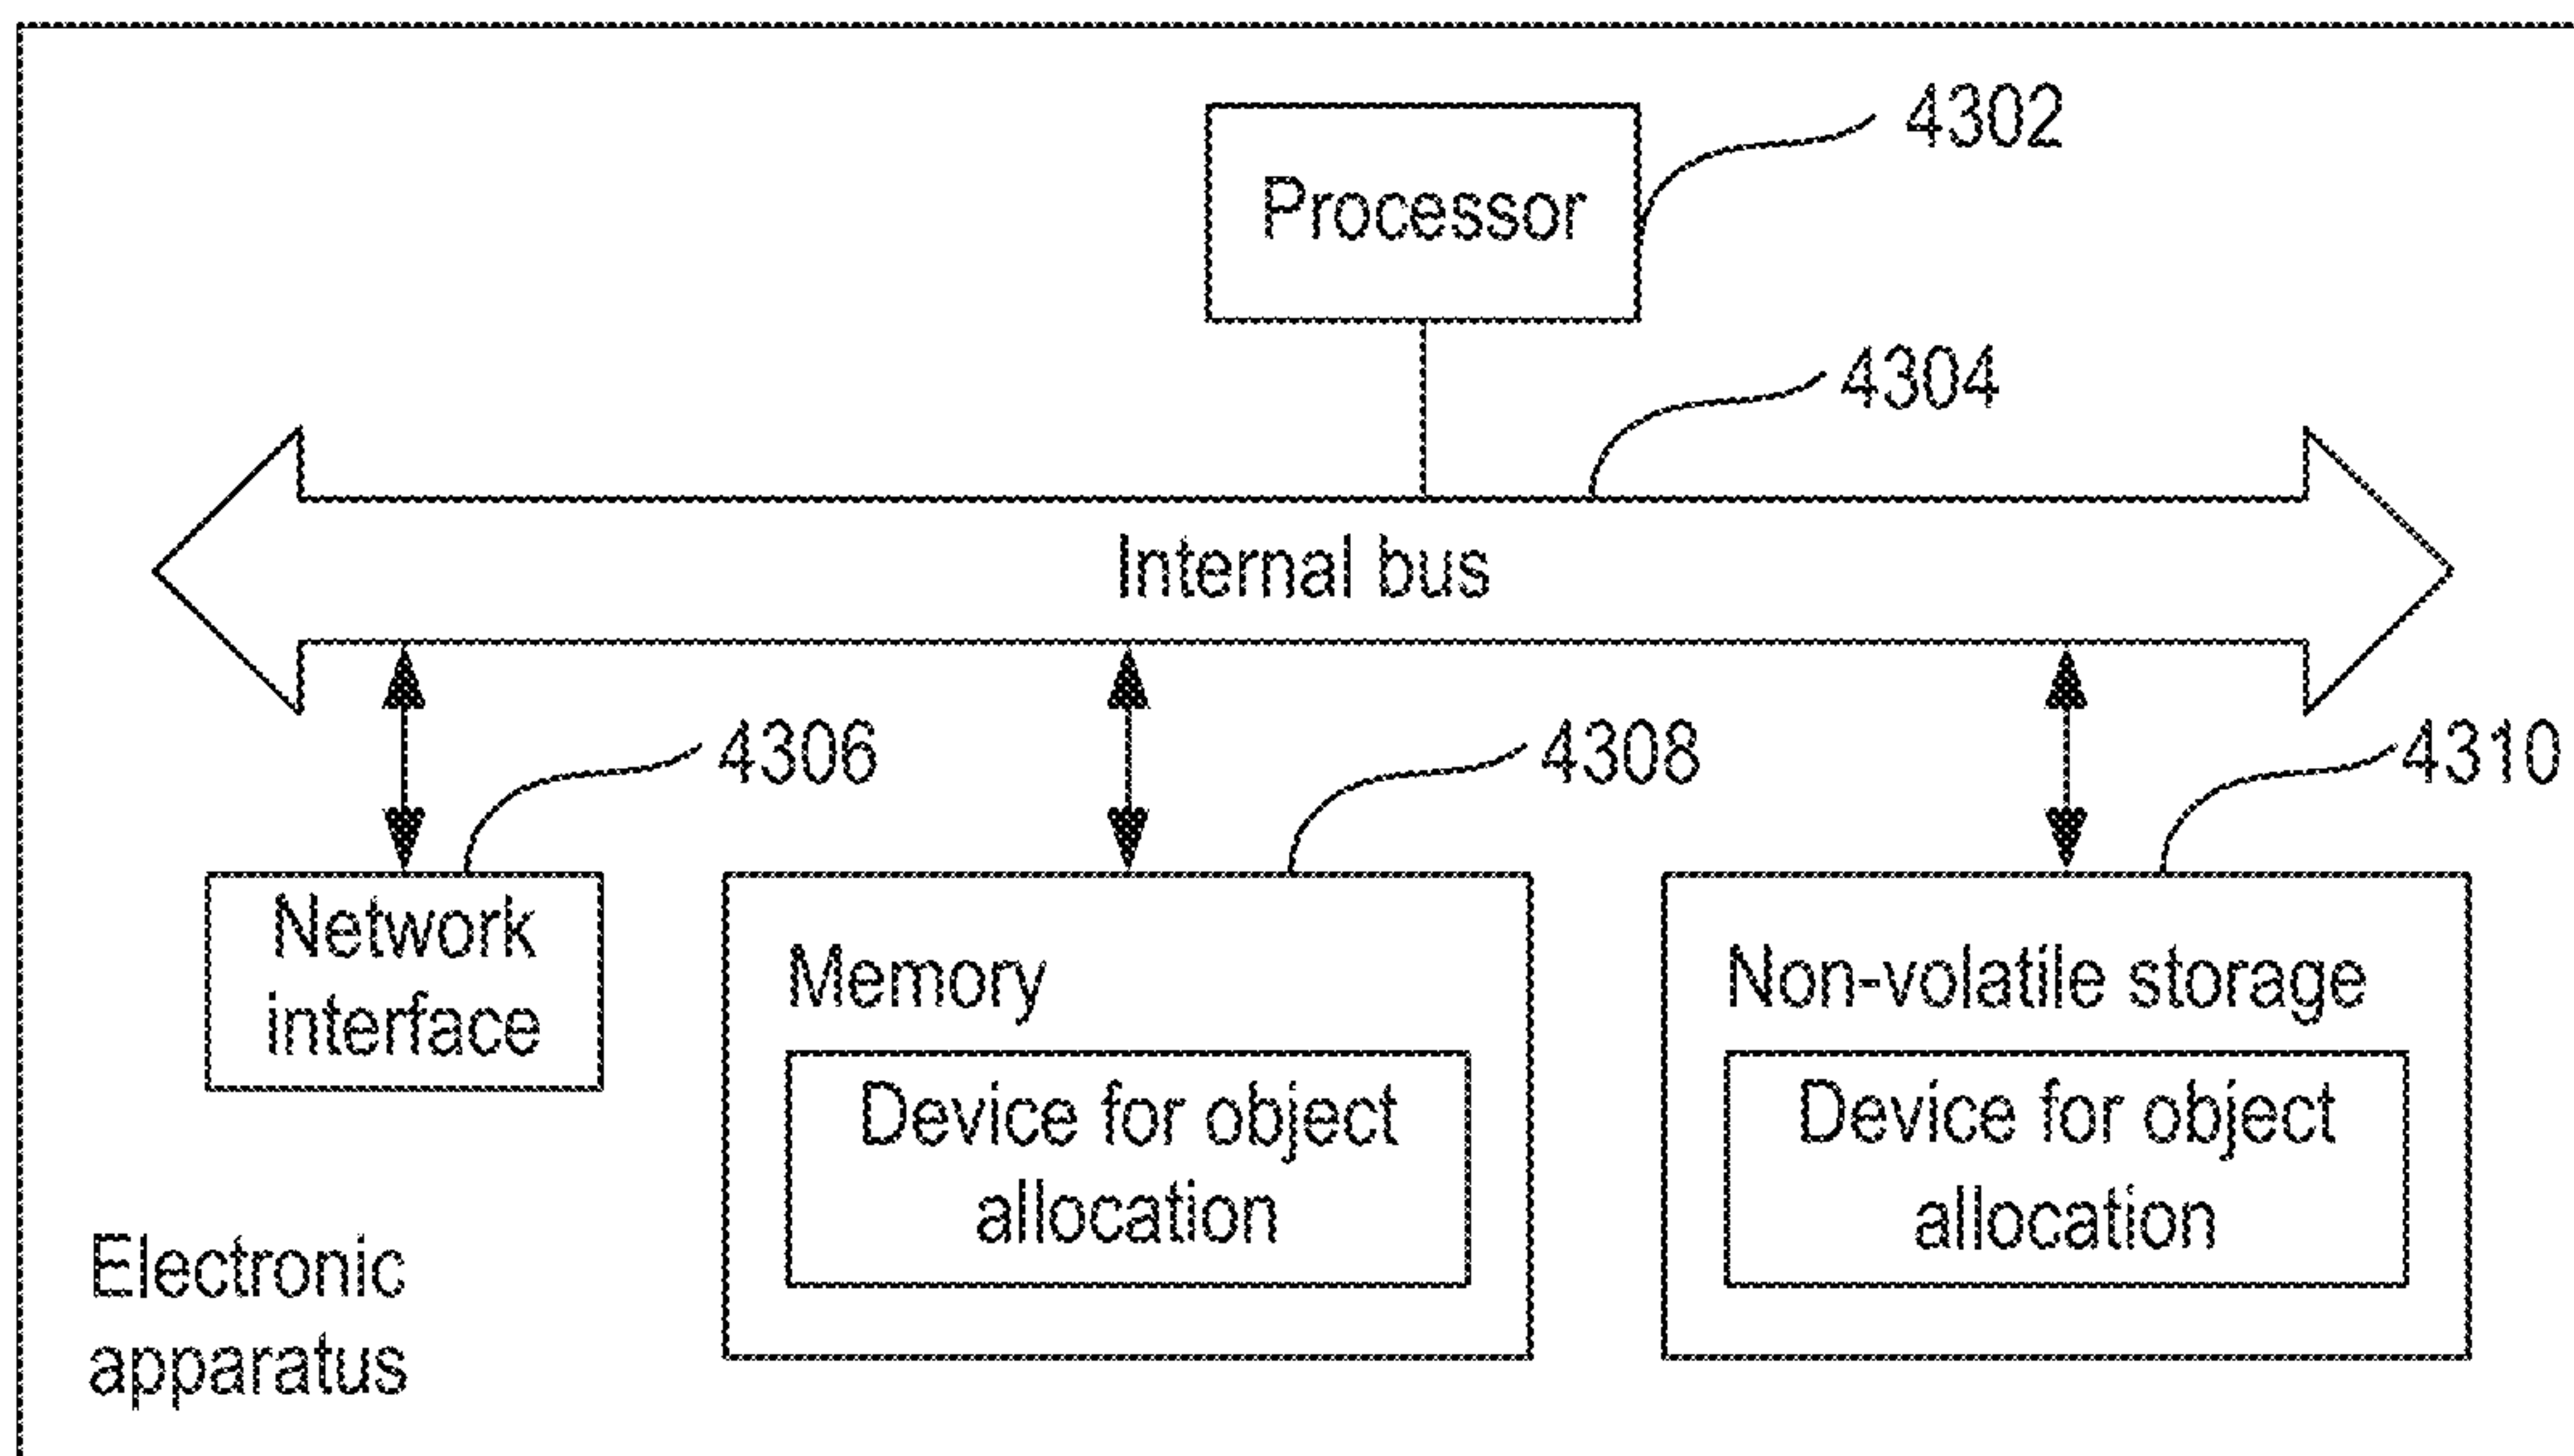 4302
Processor
4304
Internal bus
4306
4308
4310
Network
interface
Memory
Device for object
allocation
Non-volatile storage
Device for object
allocation
Electronic
apparatus